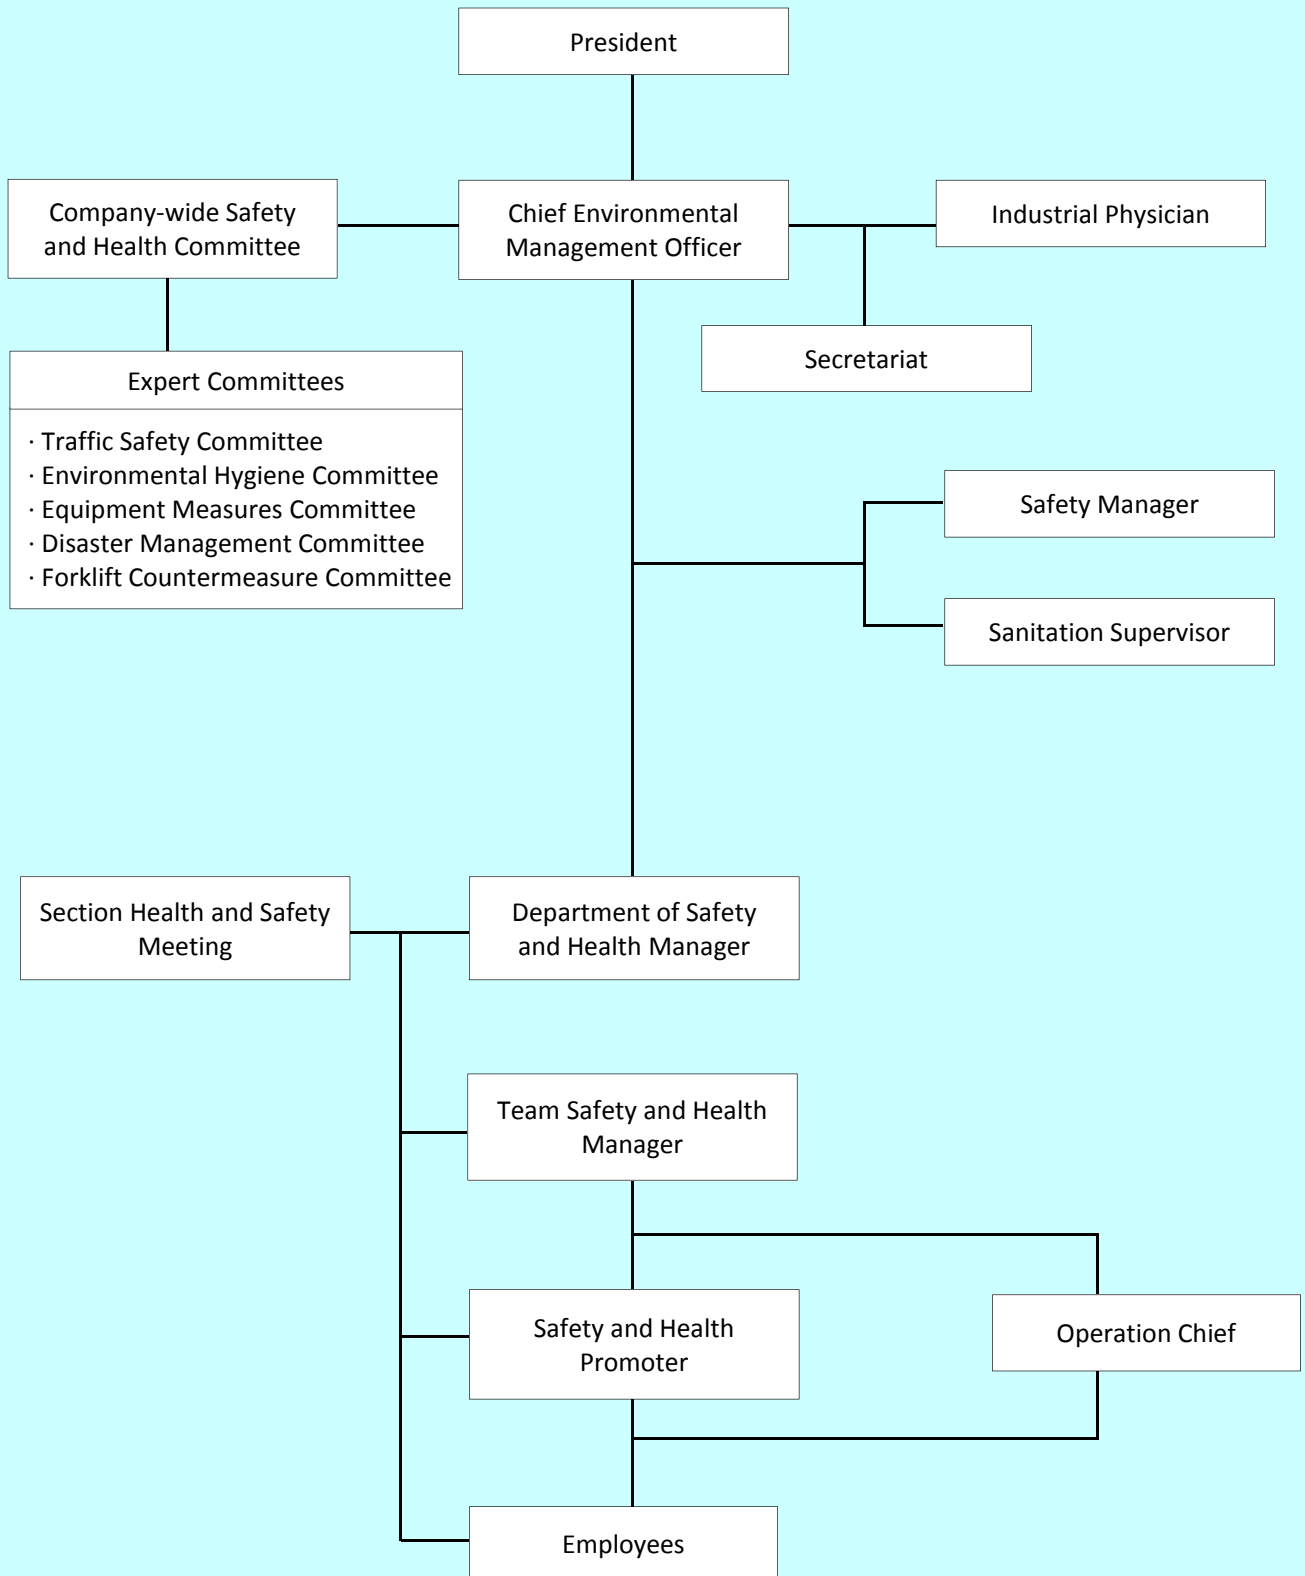 President
Company-wide Safety
and Health Committee
Chief Environmental
Management Officer
Industrial Physician
Secretariat
Expert Committees
· Traffic Safety Committee
· Environmental Hygiene Committee
· Equipment Measures Committee
· Disaster Management Committee
· Forklift Countermeasure Committee
Safety Manager
Sanitation Supervisor
Section Health and Safety
Meeting
Department of Safety
and Health Manager
Team Safety and Health
Manager
Safety and Health
Promoter
Operation Chief
Employees